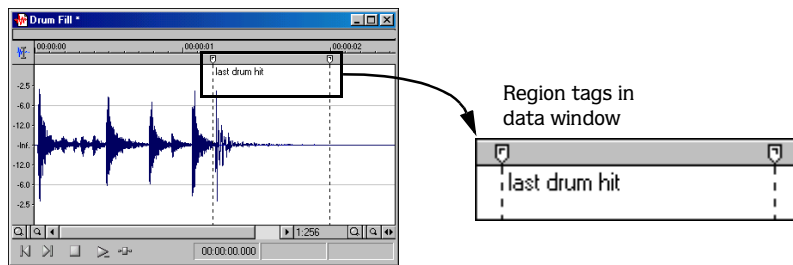 Drum Fill *
00:00:00 00:00:01 00:00:02
last drum hit
-2.5
-6.0
-12.0
-Inf.
-12.0
-6.0
-2.5
1:256
00:00:00.000
Region tags in
data window
last drum hit